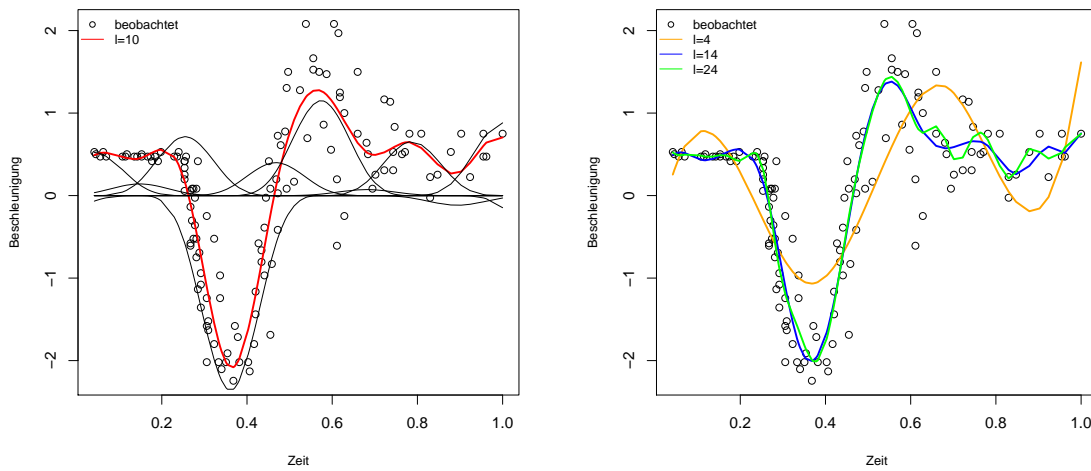 beobachtet
l=10
2
1
0
−1
−2
Beschleunigung
0.2
0.4
0.6
0.8
1.0
Zeit
beobachtet
l=4
l=14
l=24
2
1
0
−1
−2
Beschleunigung
0.2
0.4
0.6
0.8
1.0
Zeit